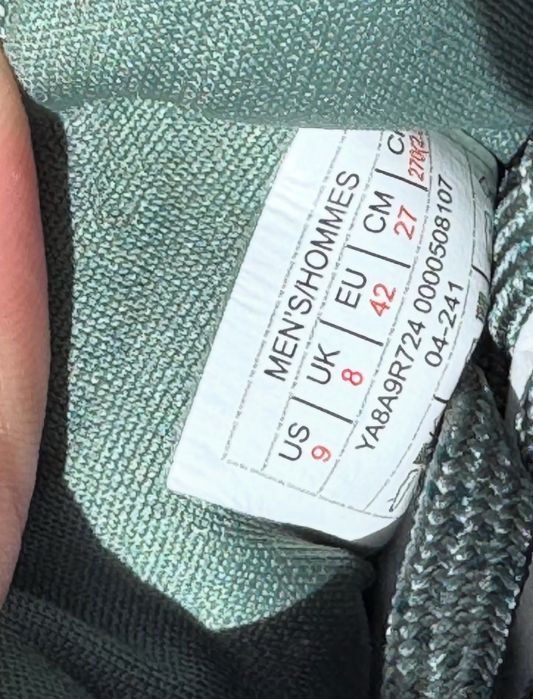 MEN'S/HOMMES
US | UK | EU | CM |
9 8 42 27
YA8A9R724 0000508107
04-241